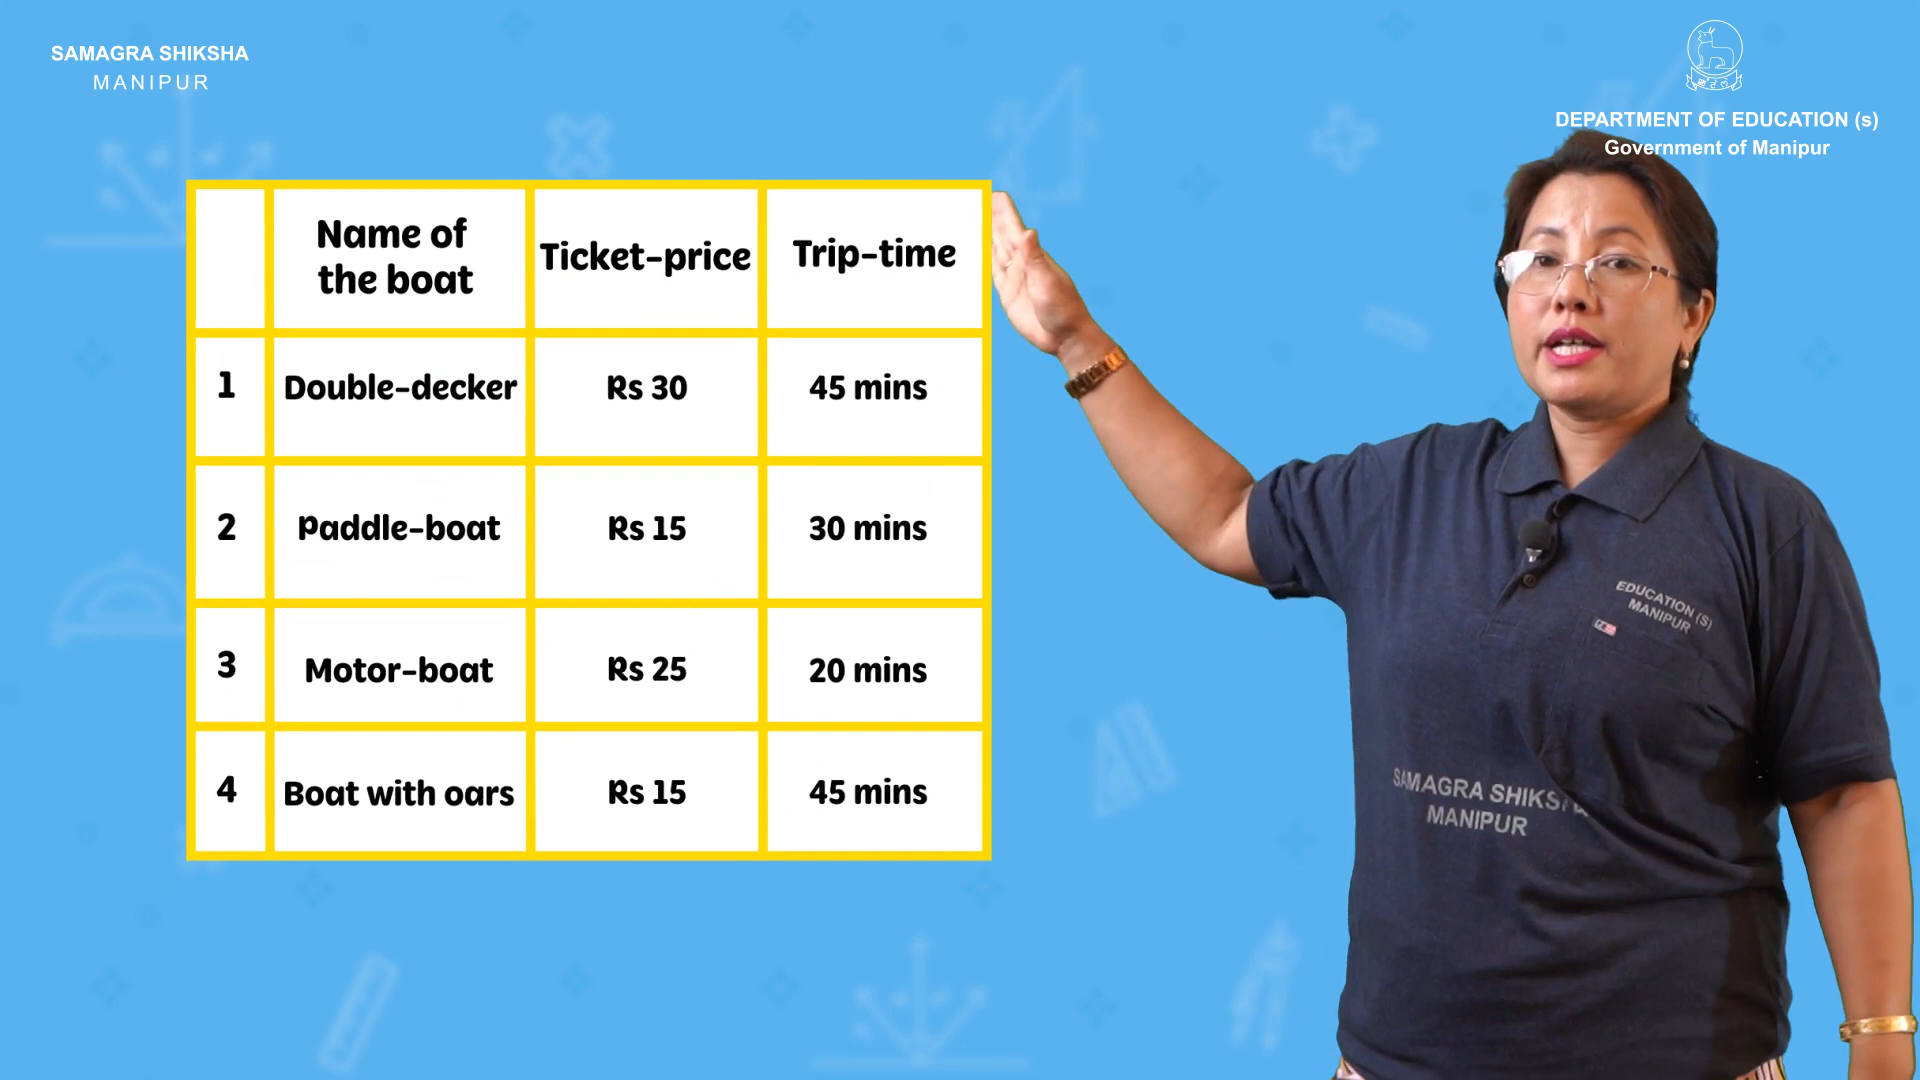 SAMAGRA SHIKSHA
MANIPUR
DEPARTMENT OF EDUCATION (s)
Government of Manipur
Name of the boat Ticket-price Trip-time
1 Double-decker Rs 30 45 mins
2 Paddle-boat Rs 15 30 mins
3 Motor-boat Rs 25 20 mins
4 Boat with oars Rs 15 45 mins
EDUCATION (S)
MANIPUR
SAMAGRA SHIKSHA
MANIPUR